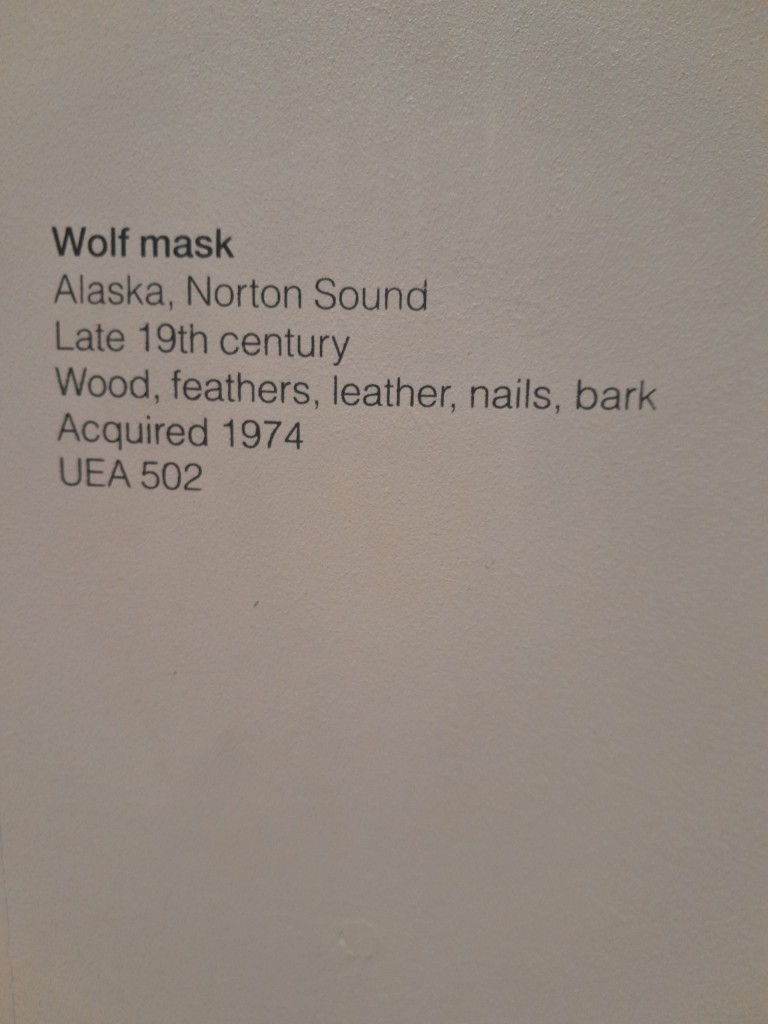 Wolf mask
Alaska, Norton Sound
Late 19th century
Wood, feathers, leather, nails, bark
Acquired 1974
UEA 502